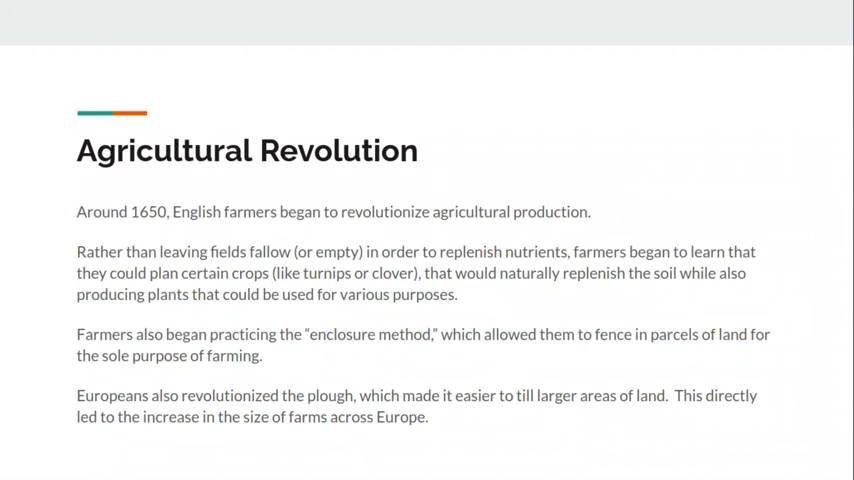 Agricultural Revolution
Around 1650, English farmers began to revolutionize agricultural production.
Rather than leaving fields fallow (or empty) in order to replenish nutrients, farmers began to learn that
they could plan certain crops (like turnips or clover), that would naturally replenish the soil while also
producing plants that could be used for various purposes.
Farmers also began practicing the “enclosure method,” which allowed them to fence in parcels of land for
the sole purpose of farming.
Europeans also revolutionized the plough, which made it easier to till larger areas of land.  This directly
led to the increase in the size of farms across Europe.